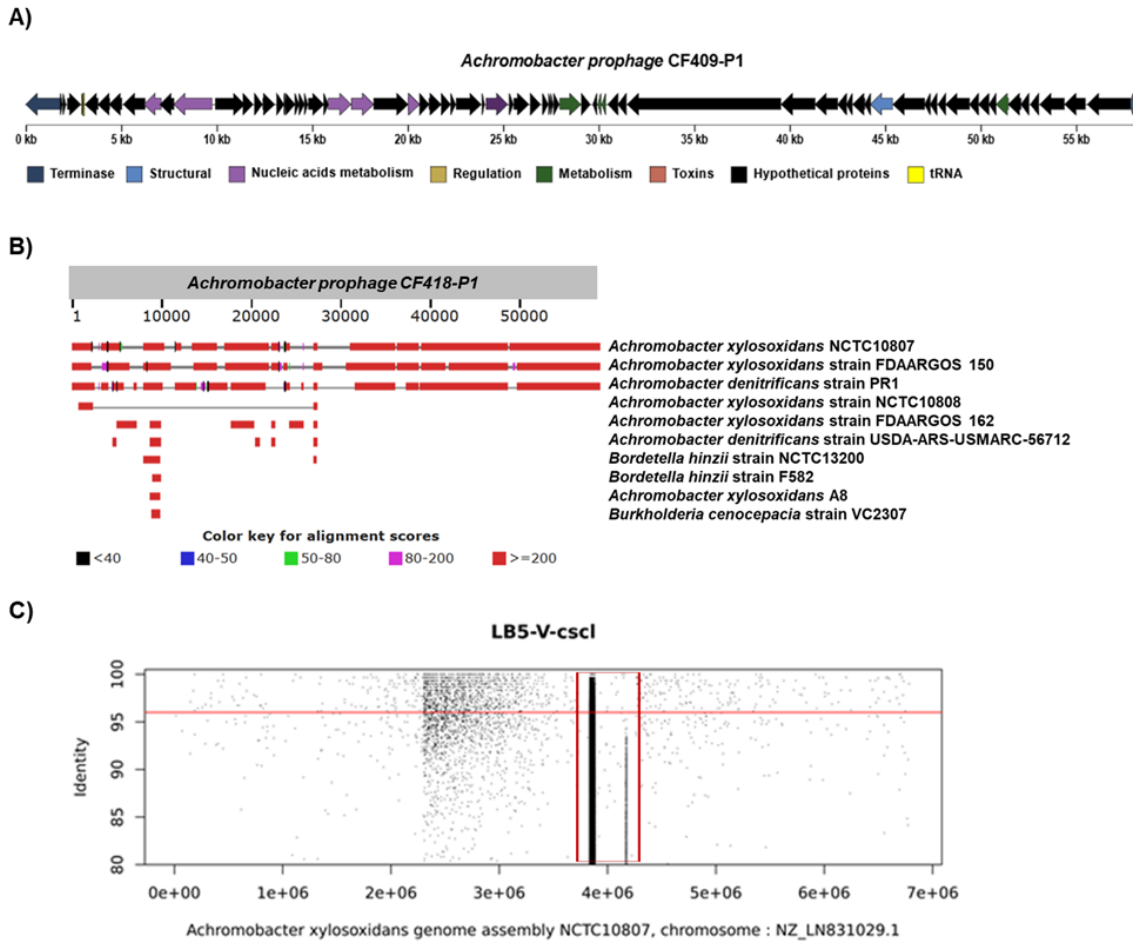 A)
Achromobacter prophage CF409-P1
0 kb 5 kb 10 kb 15 kb 20 kb 25 kb 30 kb 35 kb 40 kb 45 kb 50 kb 55 kb
Terminase Structural Nucleic acids metabolism Regulation Metabolism Toxins Hypothetical proteins tRNA
B)
Achromobacter prophage CF418-P1
1 10000 20000 30000 40000 50000
Achromobacter xylosoxidans NCTC10807
Achromobacter xylosoxidans strain FDAARGOS 150
Achromobacter denitrificans strain PR1
Achromobacter xylosoxidans strain NCTC10808
Achromobacter xylosoxidans strain FDAARGOS 162
Achromobacter denitrificans strain USDA-ARS-USMARC-56712
Bordetella hinzii strain NCTC13200
Bordetella hinzii strain F582
Achromobacter xylosoxidans A8
Burkholderia cenocepacia strain VC2307
Color key for alignment scores
<40 40-50 50-80 80-200 >=200
C)
LB5-V-cscl
Identity
100
95
90
85
80
0e+00 1e+06 2e+06 3e+06 4e+06 5e+06 6e+06 7e+06
Achromobacter xylosoxidans genome assembly NCTC10807, chromosome : NZ_LN831029.1